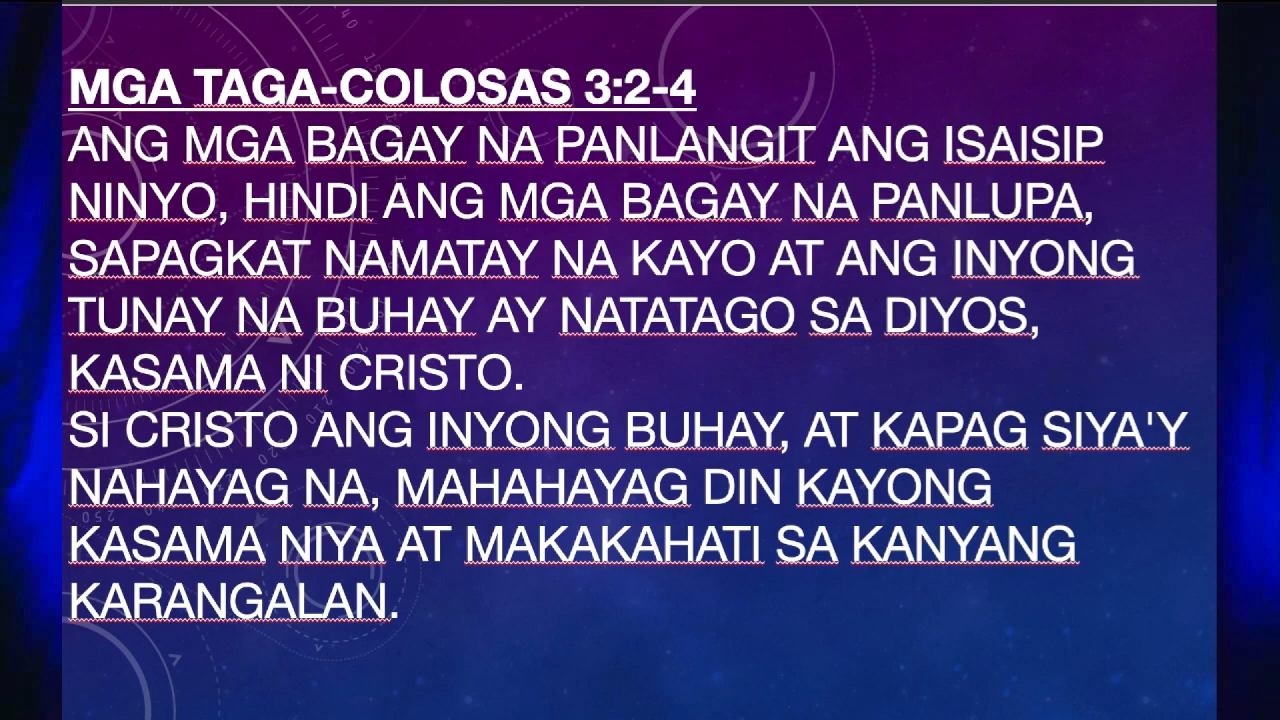 MGA TAGA-COLOSAS 3:2-4
ANG MGA BAGAY NA PANLANGIT ANG ISAISIP
NINYO, HINDI ANG MGA BAGAY NA PANLUPA,
SAPAGKAT NAMATAY NA KAYO AT ANG INYONG
TUNAY NA BUHAY AY NATATAGO SA DIYOS,
KASAMA NI CRISTO.
SI CRISTO ANG INYONG BUHAY, AT KAPAG SIYA'Y
NAHAYAG NA, MAHAHAYAG DIN KAYONG
KASAMA NIYA AT MAKAKAHATI SA KANYANG
KARANGALAN.